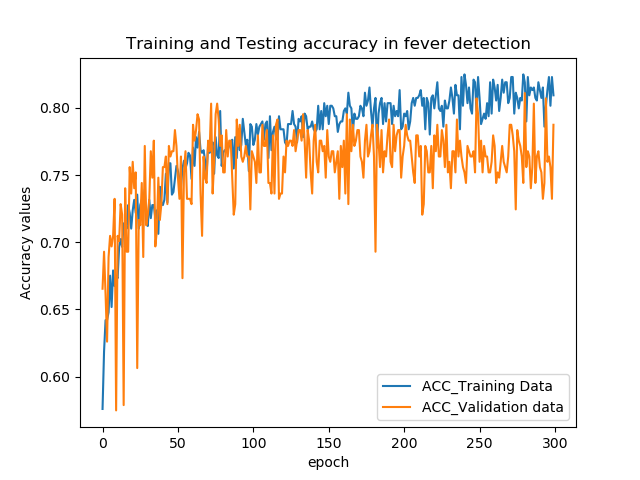 Training and Testing accuracy in fever detection
Accuracy values
0.80
0.75
0.70
0.65
0.60
0
50
100
150
200
250
300
epoch
ACC_Training Data
ACC_Validation data